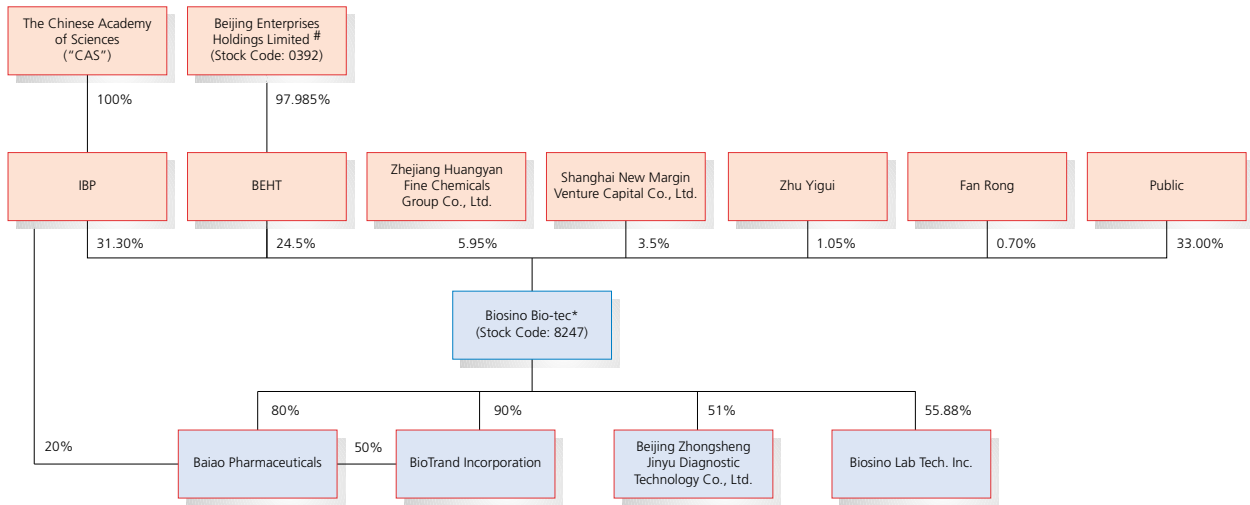 The Chinese Academy
of Sciences
("CAS")
Beijing Enterprises
Holdings Limited #
(Stock Code: 0392)
100%
97.985%
IBP
BEHT
Zhejiang Huangyan
Fine Chemicals
Group Co., Ltd.
Shanghai New Margin
Venture Capital Co., Ltd.
Zhu Yigui
Fan Rong
Public
31.30%
24.5%
5.95%
3.5%
1.05%
0.70%
33.00%
Biosino Bio-tec*
(Stock Code: 8247)
80%
90%
51%
55.88%
20%
Baiao Pharmaceuticals
50%
BioTrand Incorporation
Beijing Zhongsheng
Jinyu Diagnostic
Technology Co., Ltd.
Biosino Lab Tech. Inc.